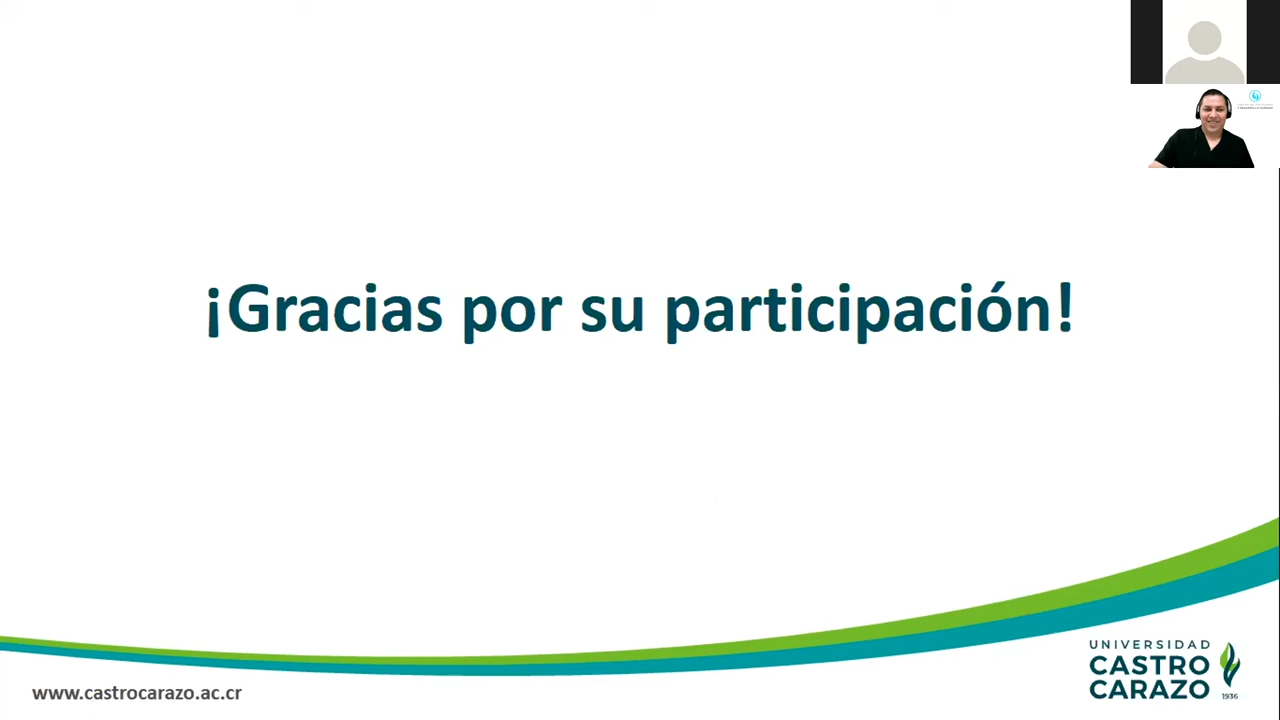 ¡Gracias por su participación!
www.castrocarazo.ac.cr
UNIVERSIDAD
CASTRO
CARAZO
1936